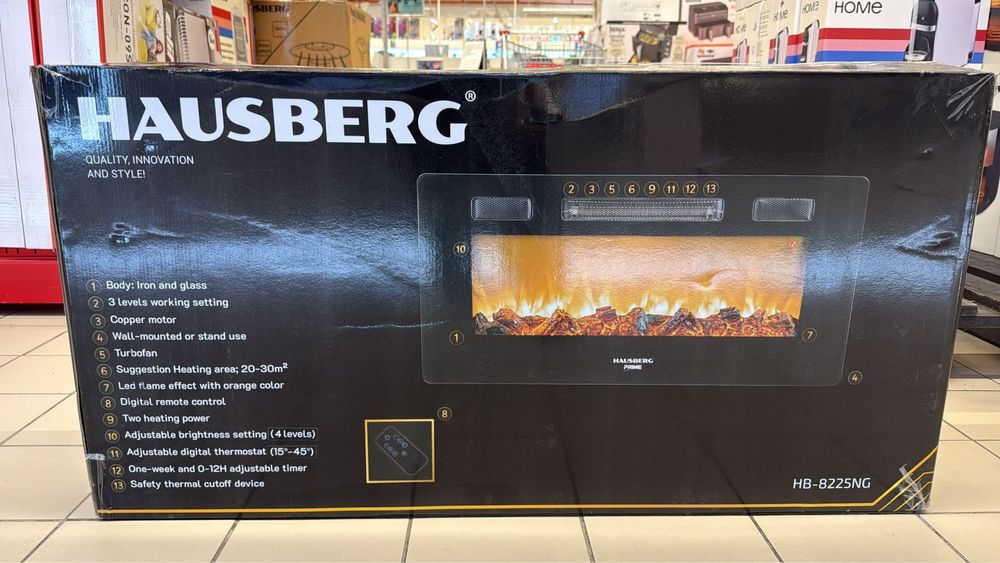 HAUSBERG®
QUALITY, INNOVATION
AND STYLE!
1 Body: Iron and glass
2 3 levels working setting
3 Copper motor
4 Wall-mounted or stand use
5 Turbofan
6 Suggestion Heating area; 20-30m²
7 Led flame effect with orange color
8 Digital remote control
9 Two heating power
10 Adjustable brightness setting (4 levels)
11 Adjustable digital thermostat (15°-45°)
12 One-week and 0-12H adjustable timer
13 Safety thermal cutoff device
2 3 5 6 9 11 12 13
10
1
7
HAUSBERG
PRIME
4
8
HB-8225NG
HOME
HOME
HOME